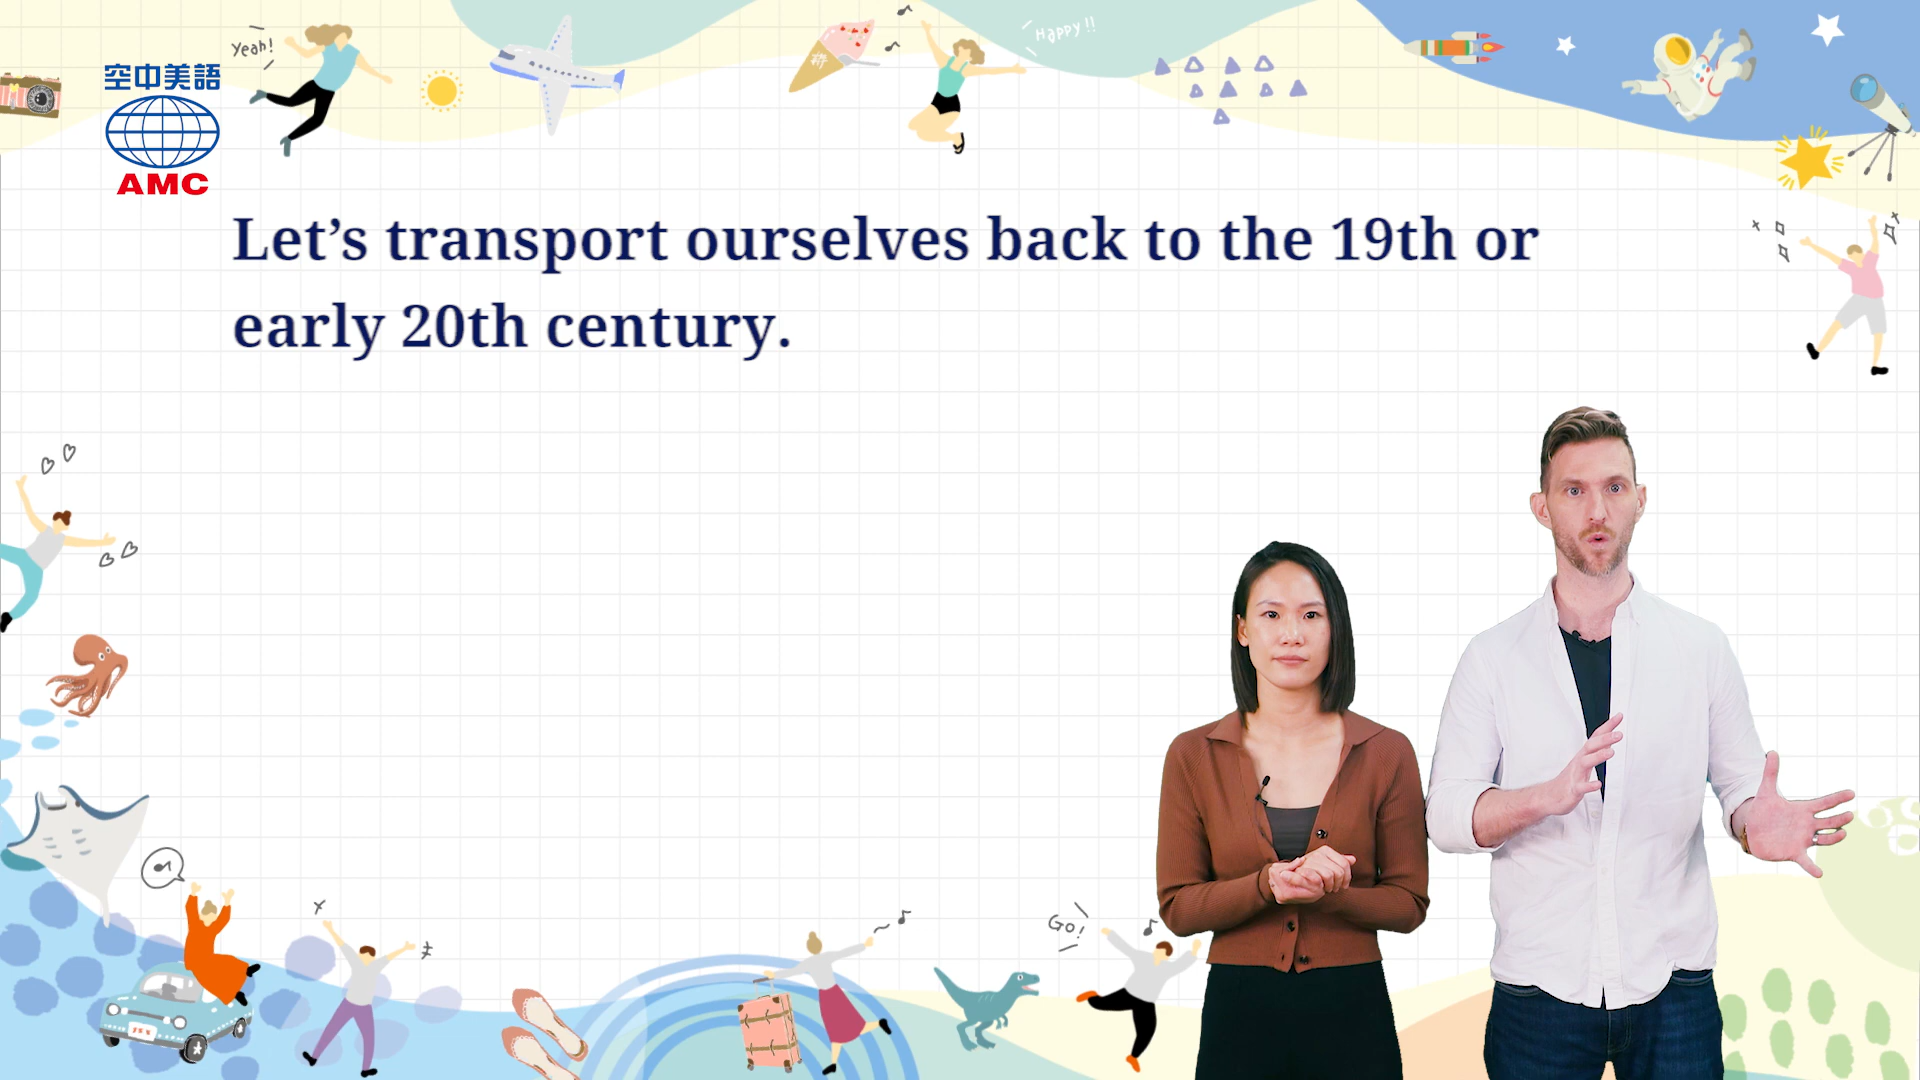 Yeah!
Happy!!
空中美語
AMC
Let’s transport ourselves back to the 19th or
early 20th century.
Go!